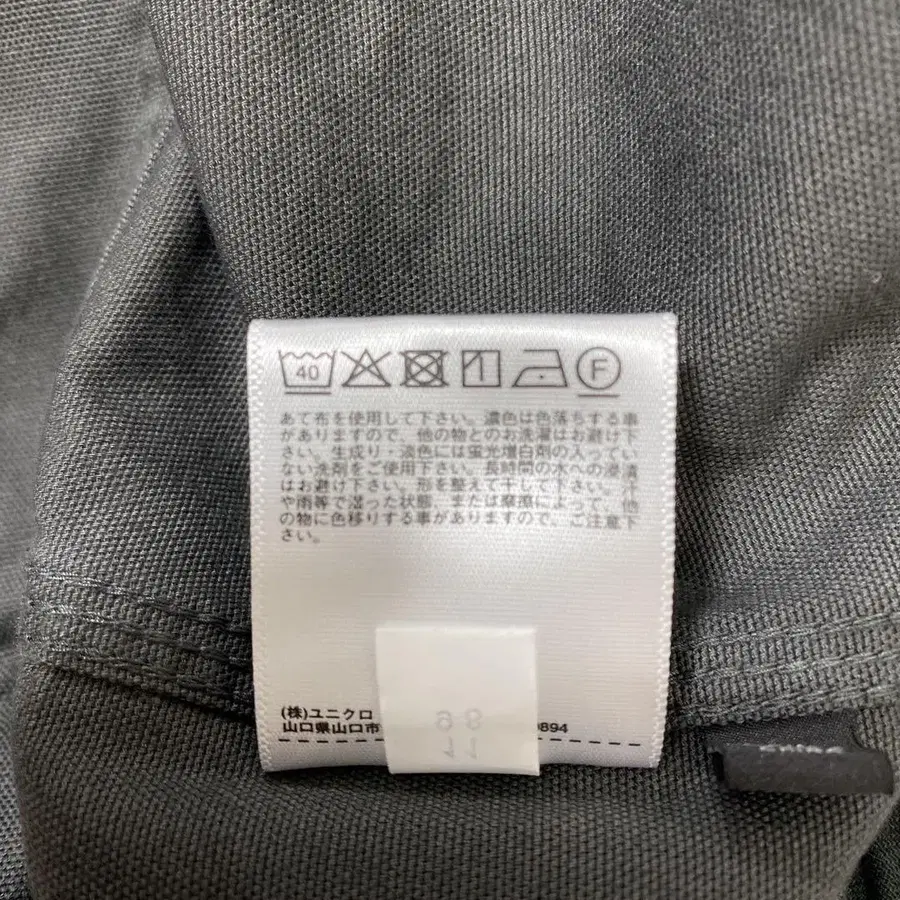 40
F
あて布を使用して下さい。濃色は色落ちする事
がありますので、他の物とのお洗濯はお避け下
さい。生成り・淡色には蛍光増白剤の入ってい
ない洗剤をご使用下さい。長時間の水への浸漬
はお避け下さい。形を整えて干して下さい。汗
や雨等で湿った状態、または摩擦によって、他
の物に色移りする事がありますので、ご注意下
さい。
(株)ユニクロ
山口県山口市 0894